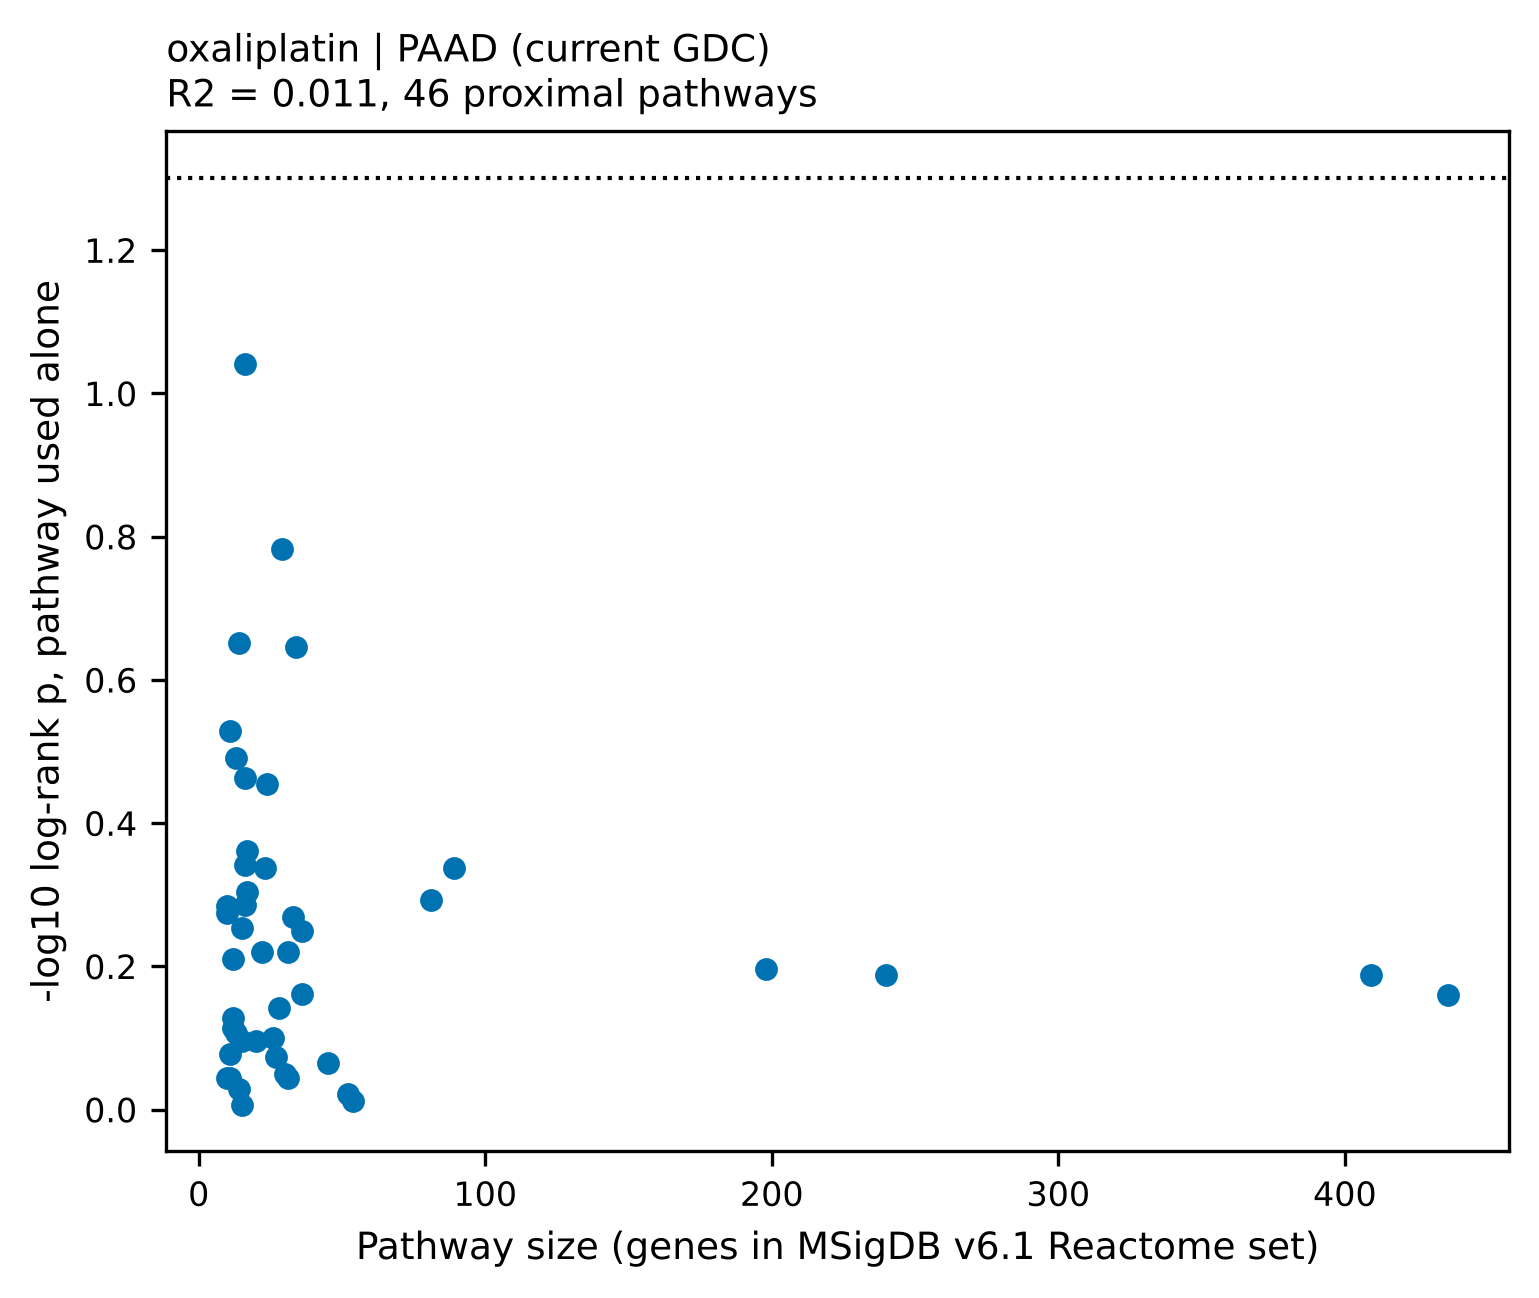 oxaliplatin | PAAD (current GDC)
R2 = 0.011, 46 proximal pathways
-log10 log-rank p, pathway used alone
1.2
1.0
0.8
0.6
0.4
0.2
0.0
0 100 200 300 400
Pathway size (genes in MSigDB v6.1 Reactome set)